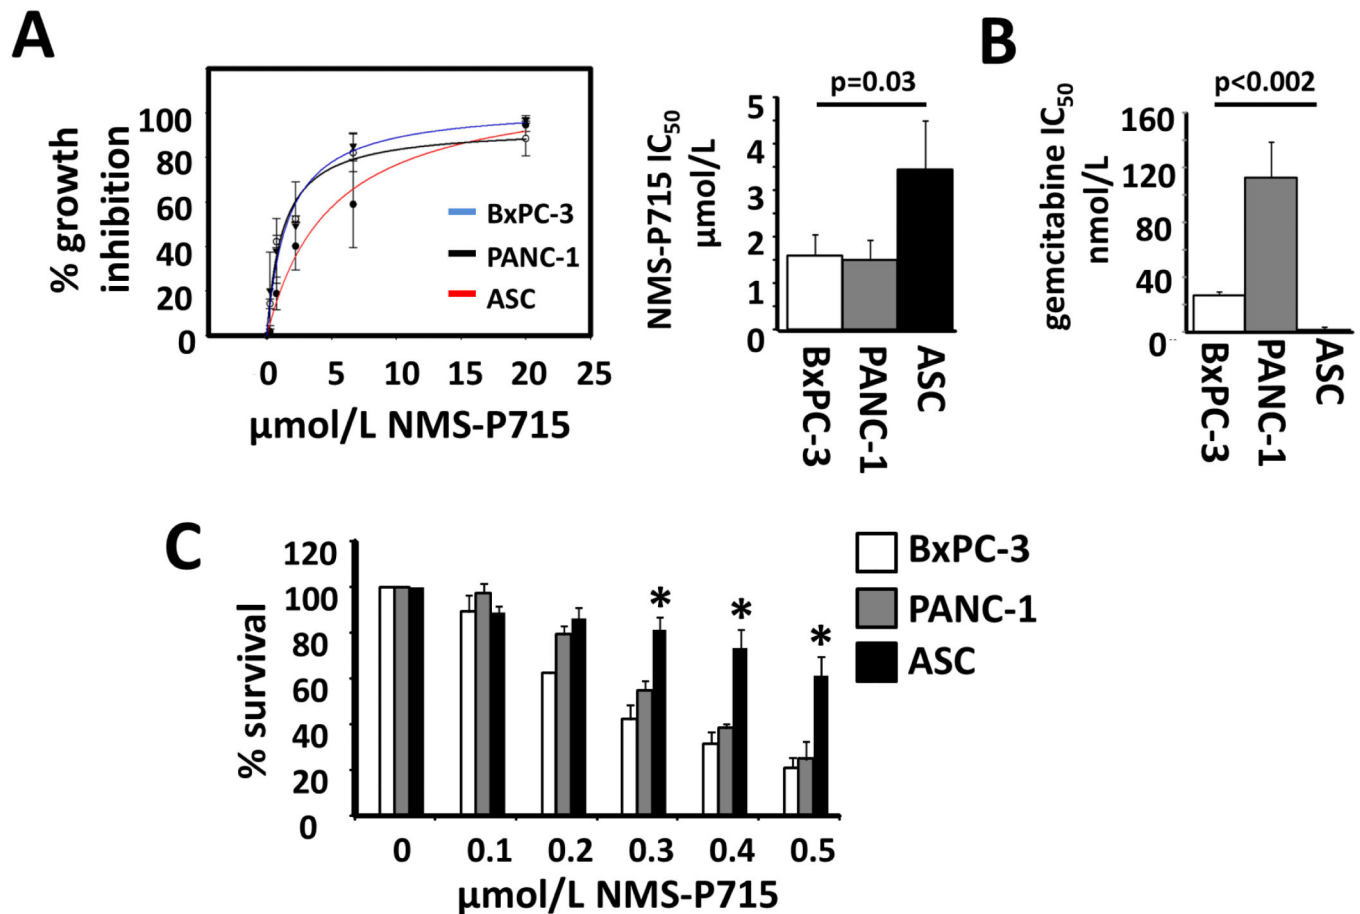 A
% growth
inhibition
100
80
60
40
20
0
BxPC-3
PANC-1
ASC
0 5 10 15 20 25
µmol/L NMS-P715
NMS-P715 IC50
µmol/L
p=0.03
5
4
3
2
1
0
BxPC-3
PANC-1
ASC
B
gemcitabine IC50
nmol/L
p<0.002
160
120
80
40
0
BxPC-3
PANC-1
ASC
C
% survival
120
100
80
60
40
20
0
* * *
0 0.1 0.2 0.3 0.4 0.5
µmol/L NMS-P715
BxPC-3
PANC-1
ASC